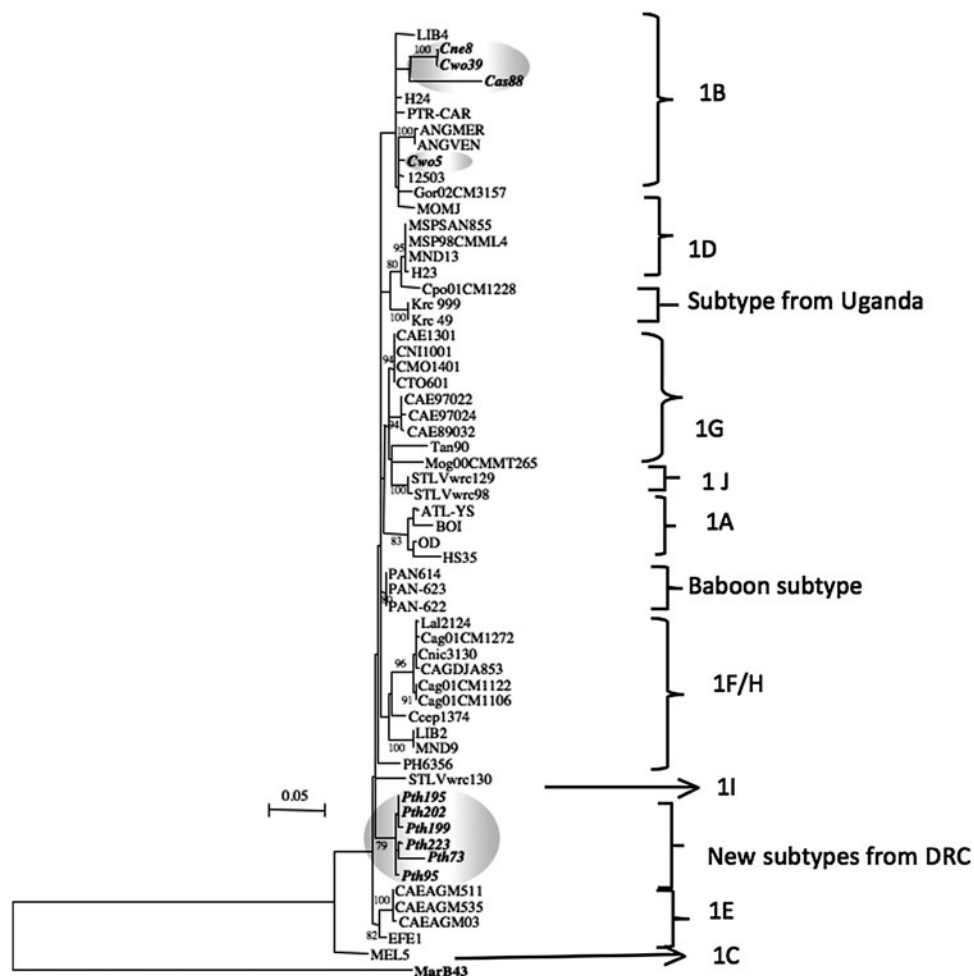 LIB4
100 Cne8
Cwo39
Cas88
H24
1B
PTR-CAR
100 ANGMER
ANGVEN
Cwo5
12503
Gor02CM3157
MOMJ
MSPSAN855
95 MSP98CMML4
1D
MND13
80 H23
Cpo01CM1228
Krc 999
Subtype from Uganda
100 Krc 49
CAE1301
CNI1001
94 CMO1401
CTO601
CAE97022
CAE97024
94 CAE89032
1G
Tan90
Mog00CMMT265
STLVwrc129
1 J
100 STLVwrc98
ATL-YS
BOI
1A
83 OD
HS35
PAN614
PAN-623
Baboon subtype
PAN-622
Lal2124
Cag01CM1272
Cnic3130
96 CAGDJA853
Cag01CM1122
1F/H
91 Cag01CM1106
Ccep1374
LIB2
100 MND9
PH6356
STLVwrc130
1I
0.05
Pth195
Pth202
Pth199
79 Pth223
Pth73
New subtypes from DRC
Pth95
CAEAGM511
100 CAEAGM535
1E
CAEAGM03
82 EFE1
MEL5
1C
MarB43